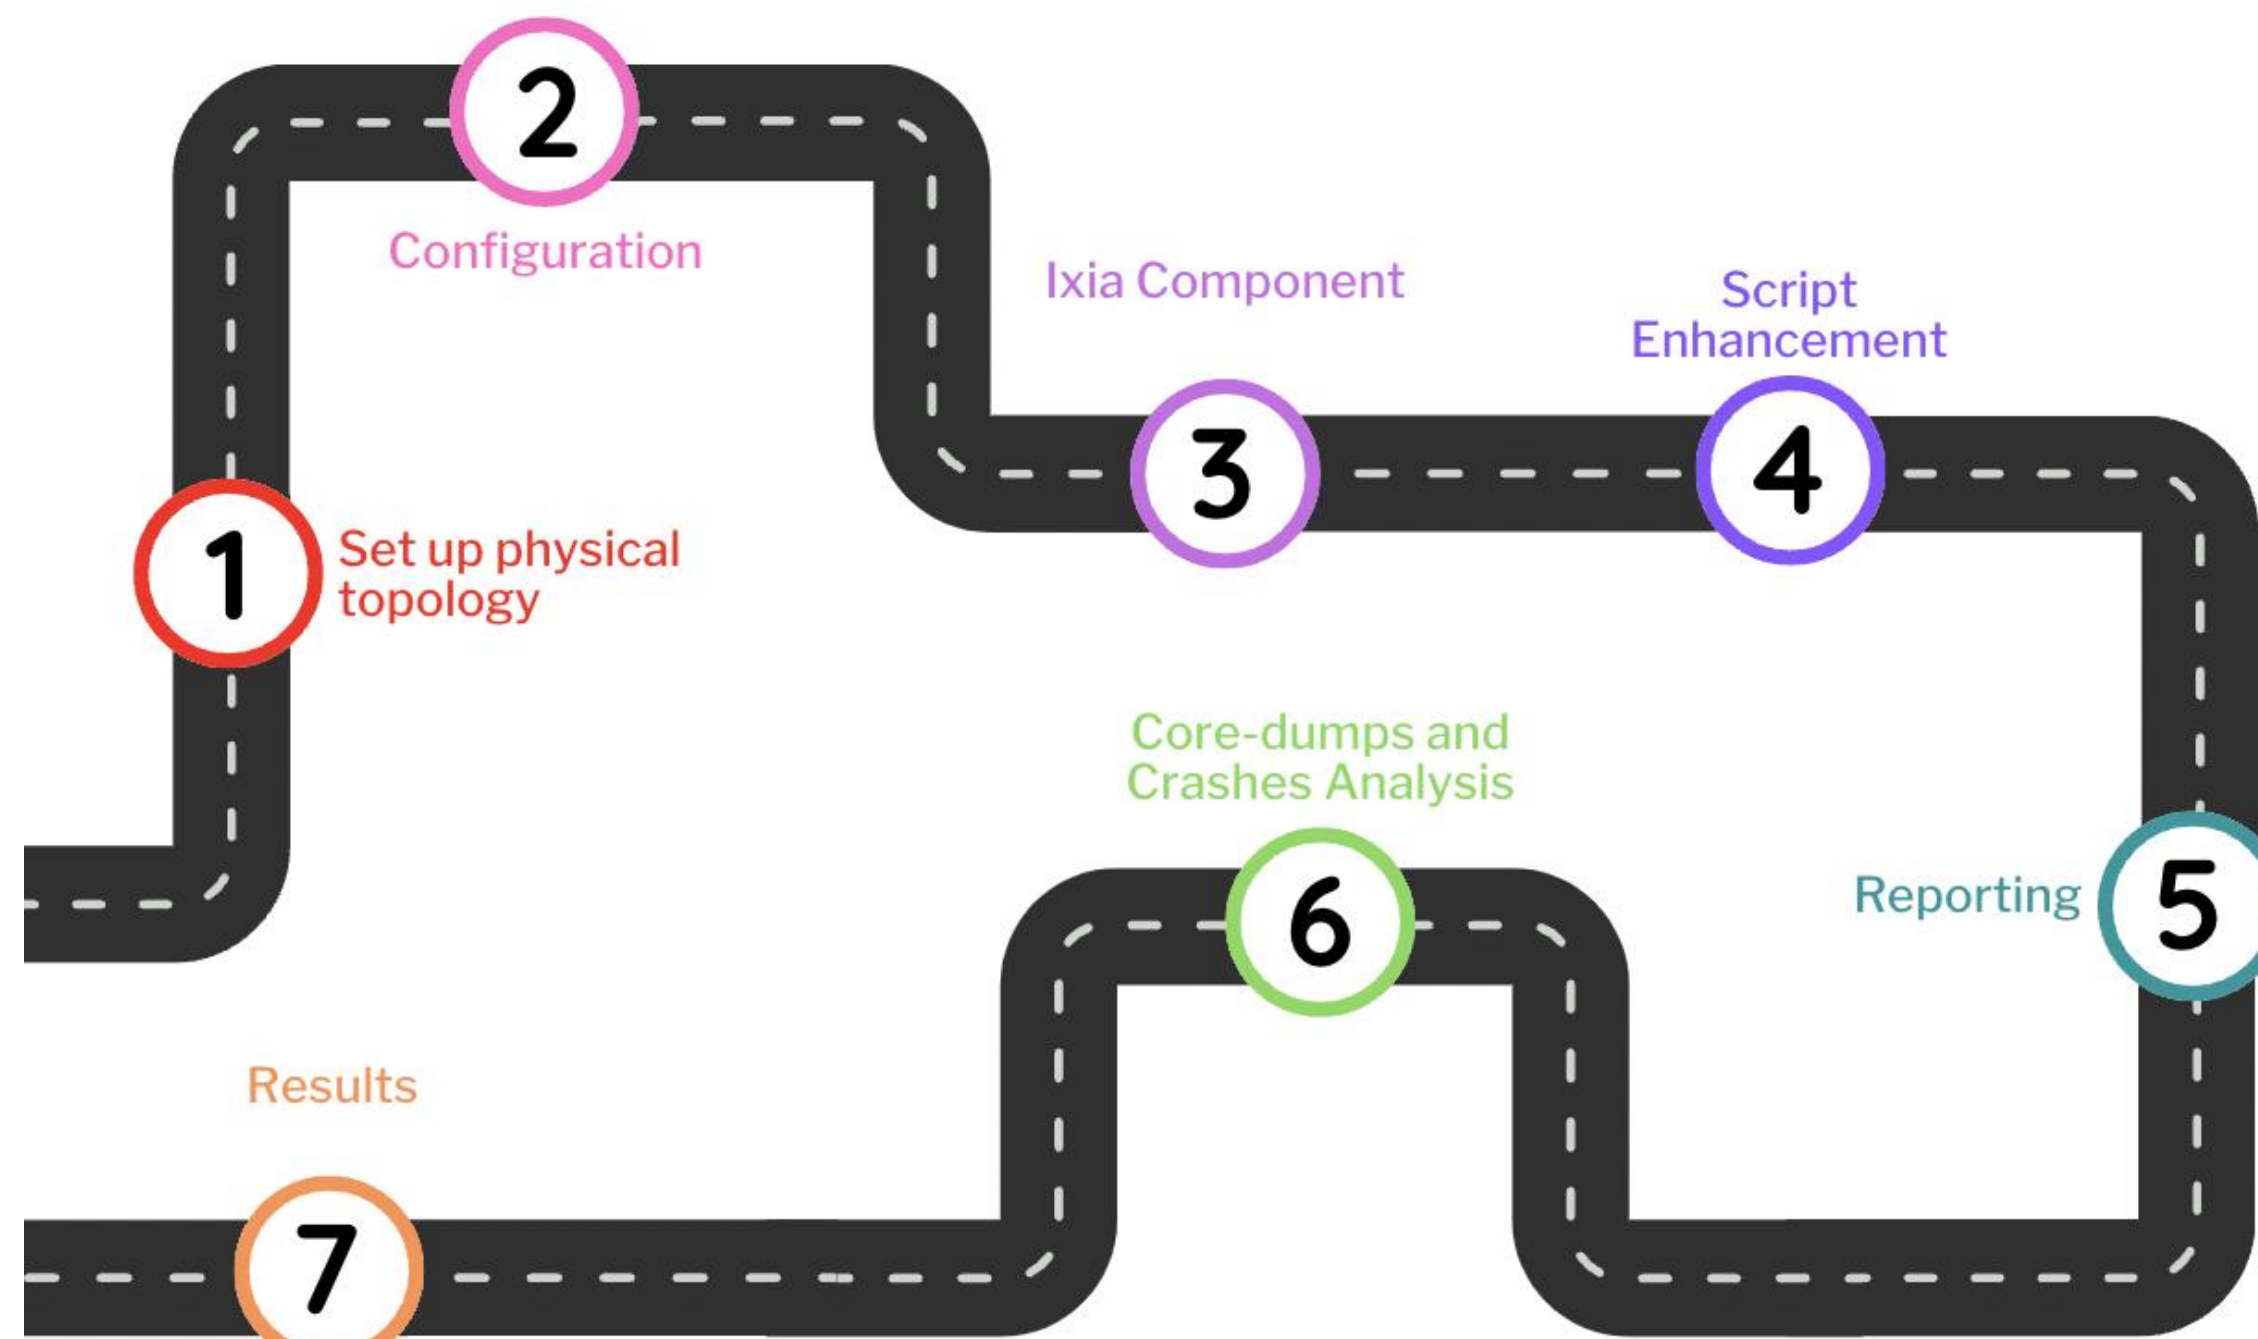 1
Set up physical
topology
2
Configuration
Ixia Component
3
Script
Enhancement
4
Reporting
5
Core-dumps and
Crashes Analysis
6
Results
7